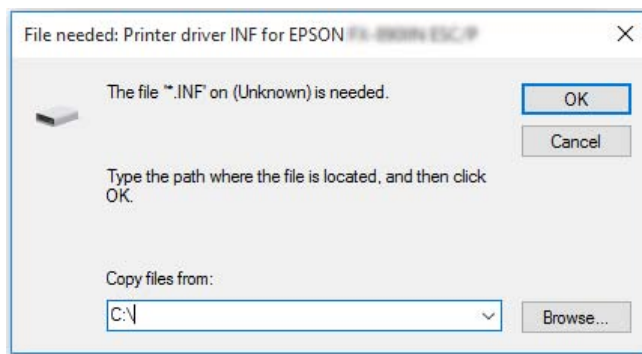 File needed: Printer driver INF for EPSON
The file '*.INF' on (Unknown) is needed.
OK
Cancel
Type the path where the file is located, and then click
OK.
Copy files from:
C:\
Browse...